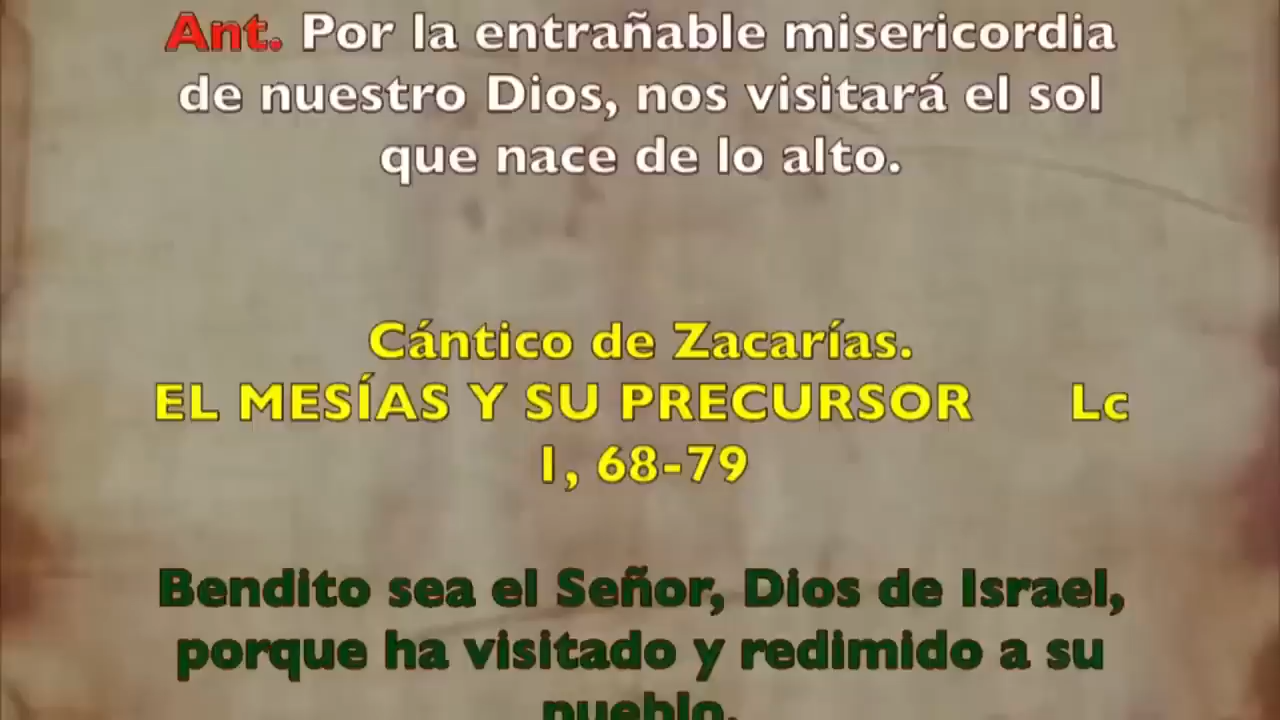 Ant. Por la entrañable misericordia
de nuestro Dios, nos visitará el sol
que nace de lo alto.
Cántico de Zacarías.
EL MESÍAS Y SU PRECURSOR Lc
1, 68-79
Bendito sea el Señor, Dios de Israel,
porque ha visitado y redimido a su
pueblo.